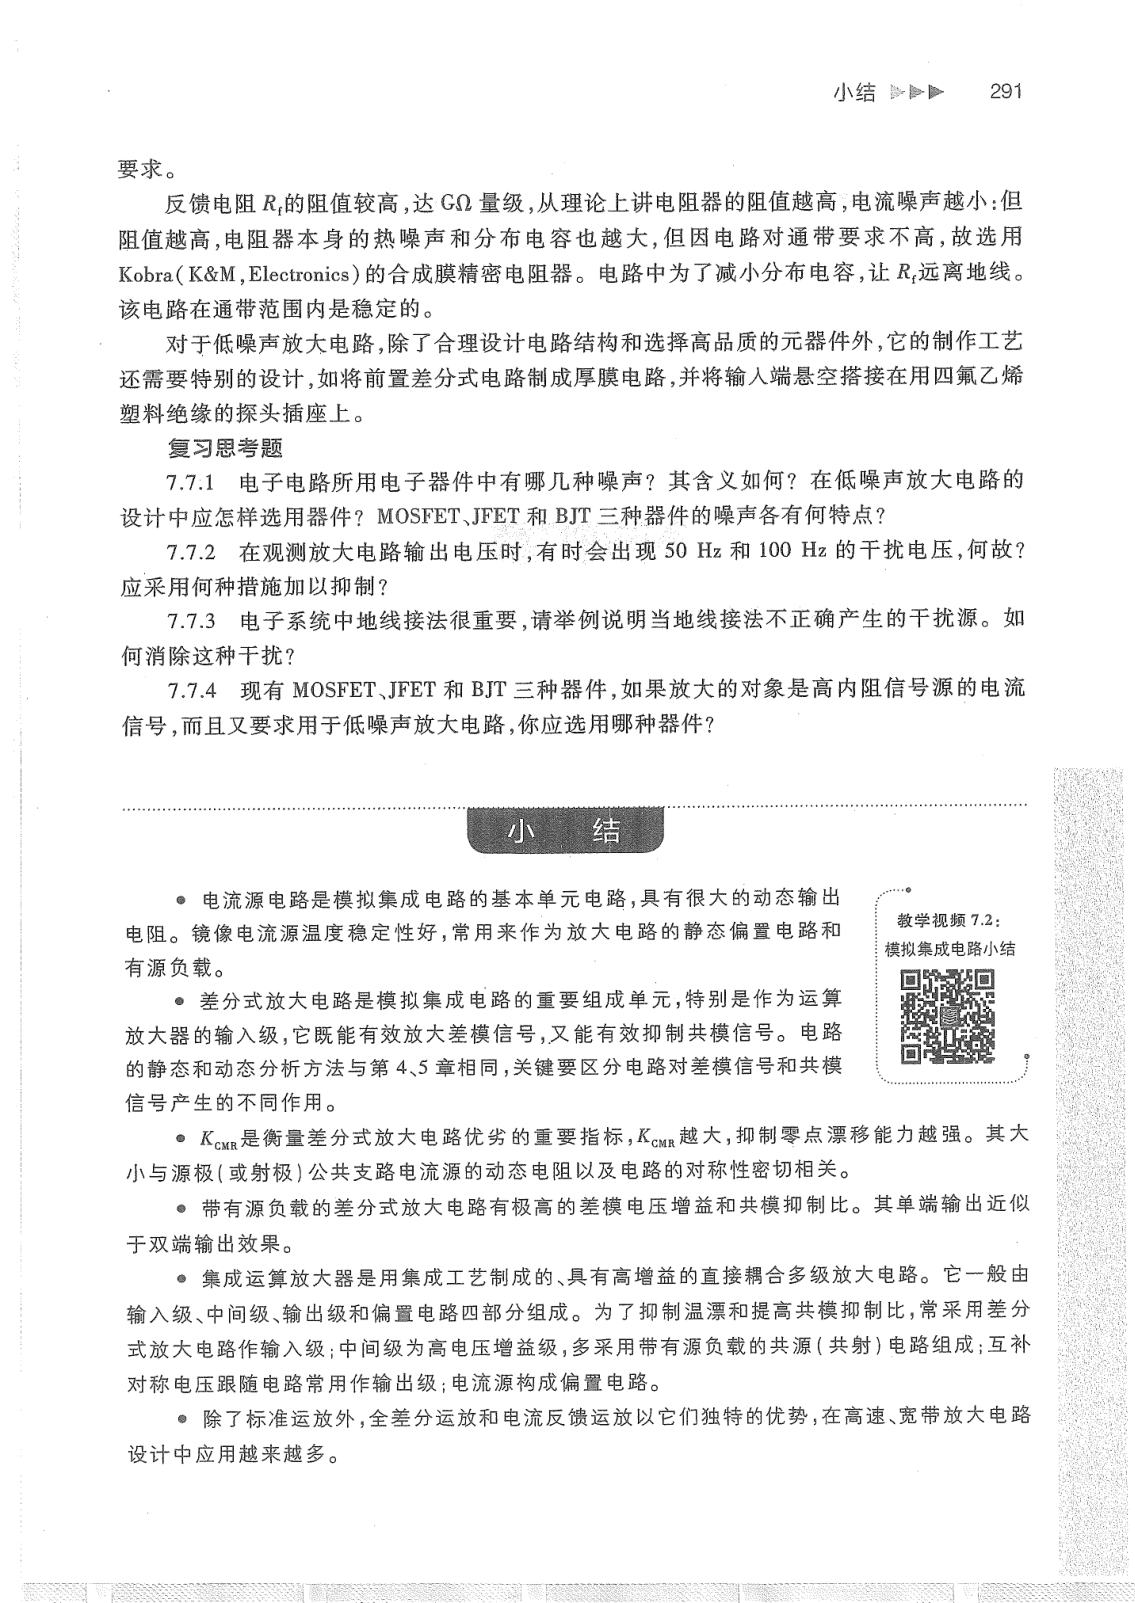 小结 291
要求。
反馈电阻 Rf的阻值较高,达 GΩ 量级,从理论上讲电阻器的阻值越高,电流噪声越小;但
阻值越高,电阻器本身的热噪声和分布电容也越大,但因电路对通带要求不高,故选用
Kobra(K&M,Electronics)的合成膜精密电阻器。电路中为了减小分布电容,让 Rf远离地线。
该电路在通带范围内是稳定的。
对于低噪声放大电路,除了合理设计电路结构和选择高品质的元器件外,它的制作工艺
还需要特别的设计,如将前置差分式电路制成厚膜电路,并将输入端悬空搭接在用四氟乙烯
塑料绝缘的探头插座上。
复习思考题
7.7.1 电子电路所用电子器件中有哪几种噪声? 其含义如何? 在低噪声放大电路的
设计中应怎样选用器件? MOSFET、JFET 和 BJT 三种器件的噪声各有何特点?
7.7.2 在观测放大电路输出电压时,有时会出现 50 Hz 和 100 Hz 的干扰电压,何故?
应采用何种措施加以抑制?
7.7.3 电子系统中地线接法很重要,请举例说明当地线接法不正确产生的干扰源。如
何消除这种干扰?
7.7.4 现有 MOSFET、JFET 和 BJT 三种器件,如果放大的对象是高内阻信号源的电流
信号,而且又要求用于低噪声放大电路,你应选用哪种器件?
小 结
● 电流源电路是模拟集成电路的基本单元电路,具有很大的动态输出
电阻。镜像电流源温度稳定性好,常用来作为放大电路的静态偏置电路和
有源负载。
教学视频 7.2:
模拟集成电路小结
● 差分式放大电路是模拟集成电路的重要组成单元,特别是作为运算
放大器的输入级,它既能有效放大差模信号,又能有效抑制共模信号。电路
的静态和动态分析方法与第 4、5 章相同,关键要区分电路对差模信号和共模
信号产生的不同作用。
● KCMR是衡量差分式放大电路优劣的重要指标,KCMR越大,抑制零点漂移能力越强。其大
小与源极(或射极)公共支路电流源的动态电阻以及电路的对称性密切相关。
● 带有源负载的差分式放大电路有极高的差模电压增益和共模抑制比。其单端输出近似
于双端输出效果。
● 集成运算放大器是用集成工艺制成的、具有高增益的直接耦合多级放大电路。它一般由
输入级、中间级、输出级和偏置电路四部分组成。为了抑制温漂和提高共模抑制比,常采用差分
式放大电路作输入级;中间级为高电压增益级,多采用带有源负载的共源(共射)电路组成;互补
对称电压跟随电路常用作输出级;电流源构成偏置电路。
● 除了标准运放外,全差分运放和电流反馈运放以它们独特的优势,在高速、宽带放大电路
设计中应用越来越多。